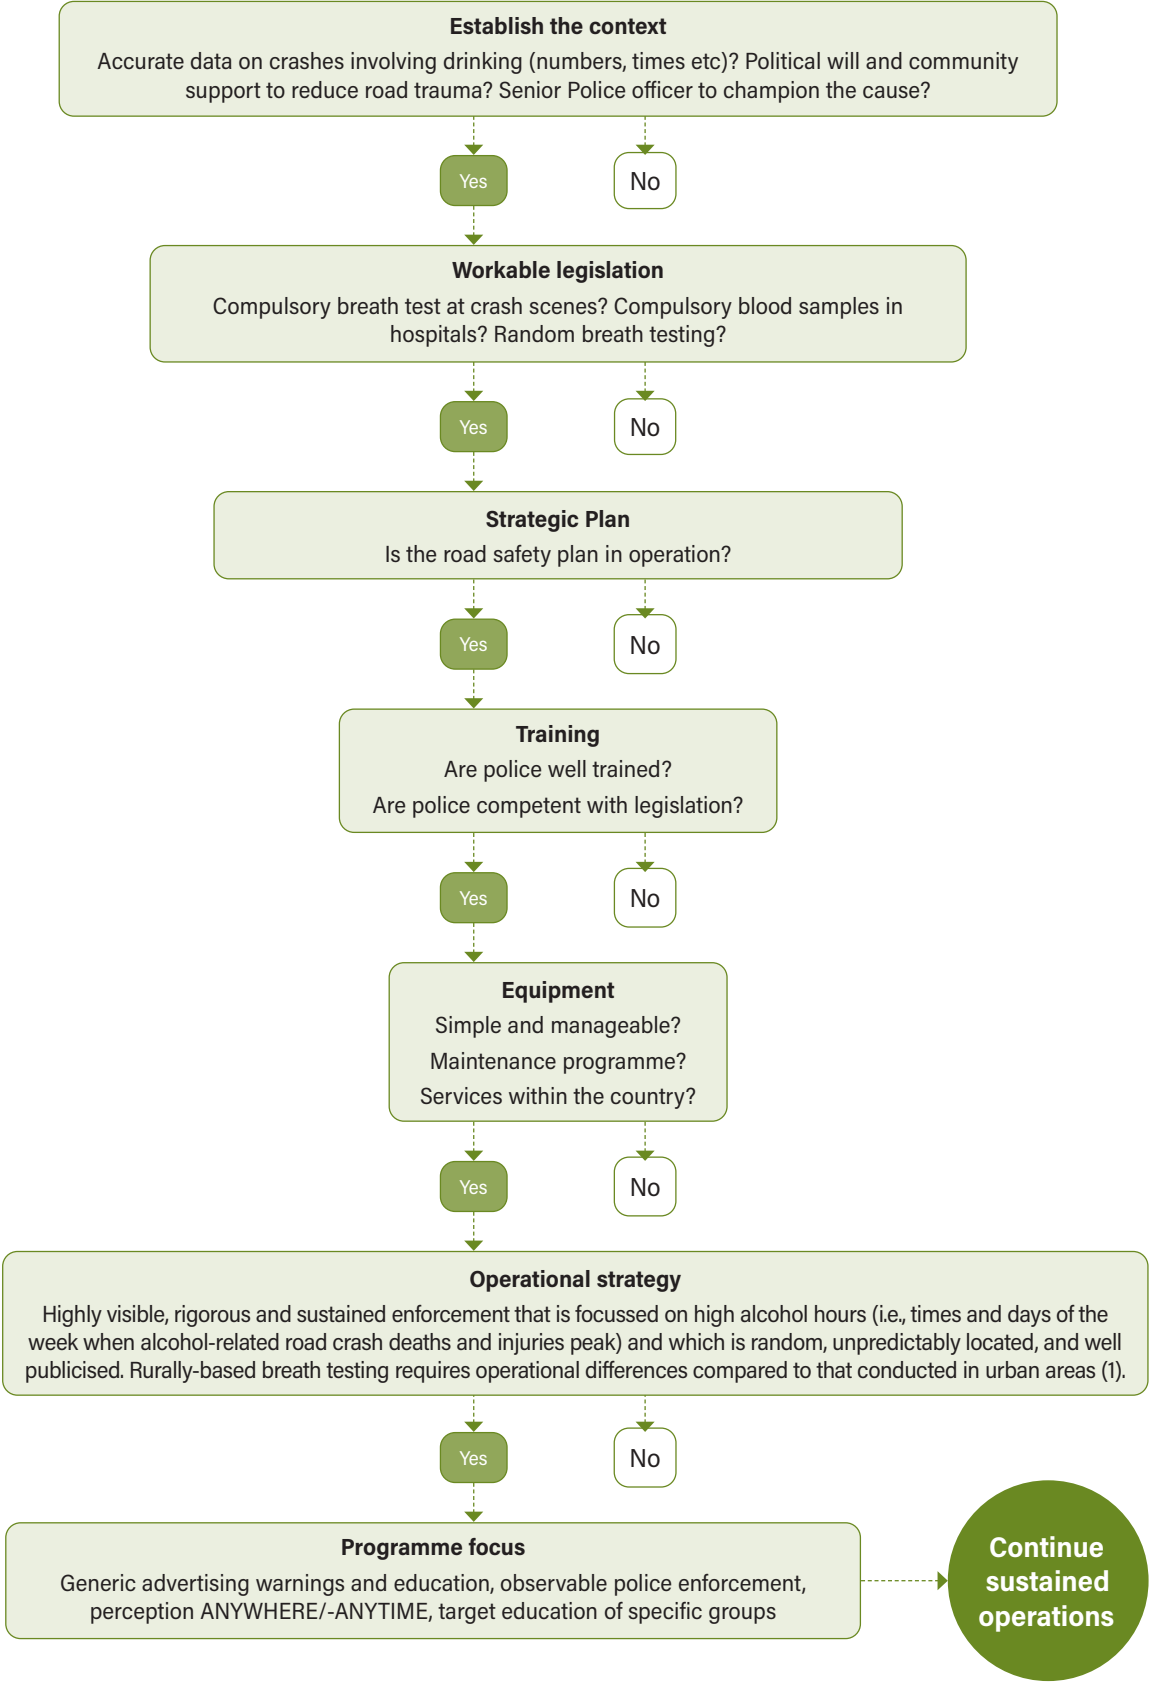 Establish the context
Accurate data on crashes involving drinking (numbers, times etc)? Political will and community
support to reduce road trauma? Senior Police officer to champion the cause?
Yes
No
Workable legislation
Compulsory breath test at crash scenes? Compulsory blood samples in
hospitals? Random breath testing?
Yes
No
Strategic Plan
Is the road safety plan in operation?
Yes
No
Training
Are police well trained?
Are police competent with legislation?
Yes
No
Equipment
Simple and manageable?
Maintenance programme?
Services within the country?
Yes
No
Operational strategy
Highly visible, rigorous and sustained enforcement that is focussed on high alcohol hours (i.e., times and days of the
week when alcohol-related road crash deaths and injuries peak) and which is random, unpredictably located, and well
publicised. Rurally-based breath testing requires operational differences compared to that conducted in urban areas (1).
Yes
No
Programme focus
Generic advertising warnings and education, observable police enforcement,
perception ANYWHERE/-ANYTIME, target education of specific groups
Continue
sustained
operations